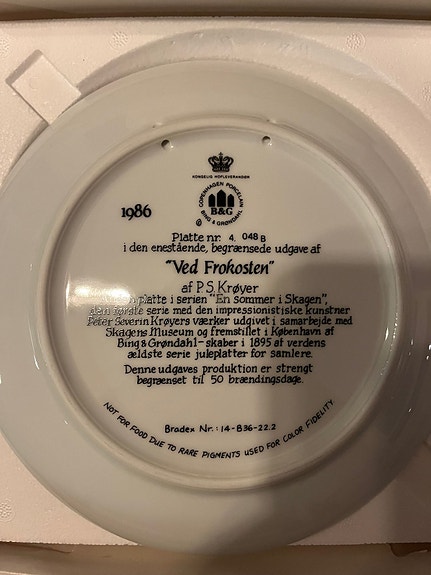 KONGELIG HOFLEVERANDØR
COPENHAGEN PORCELAIN
B&G
BING & GRØNDAHL
1986
Platte nr. 4. 048 B
i den enestående, begrænsede udgave af
"Ved Frokosten"
af P.S. Krøyer
platte i serien "En sommer i Skagen",
den første serie med den impressionistiske kunstner
Peter Severin Krøyers værker udgivet i samarbejde med
Skagens Museum og fremstillet i København af
Bing & Grøndahl-skaber i 1895 af verdens
ældste serie juleplatter for samlere.
Denne udgaves produktion er strengt
begrænset til 50 brændingsdage.
Bradex Nr.: 14-B36-22.2
NOT FOR FOOD DUE TO RARE PIGMENTS USED FOR COLOR FIDELITY.